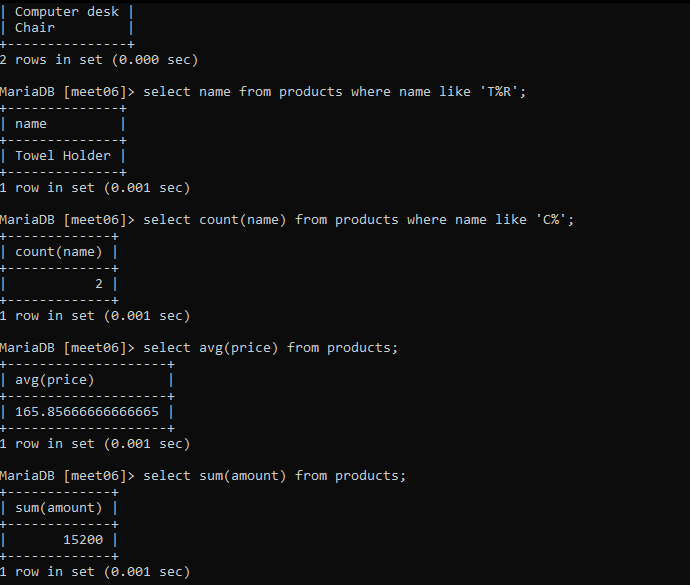 | Computer desk |
| Chair         |
+---------------+
2 rows in set (0.000 sec)
MariaDB [meet06]> select name from products where name like 'T%R';
+--------------+
| name         |
+--------------+
| Towel Holder |
+--------------+
1 row in set (0.001 sec)
MariaDB [meet06]> select count(name) from products where name like 'C%';
+-------------+
| count(name) |
+-------------+
|           2 |
+-------------+
1 row in set (0.001 sec)
MariaDB [meet06]> select avg(price) from products;
+--------------------+
| avg(price)         |
+--------------------+
| 165.85666666666665 |
+--------------------+
1 row in set (0.001 sec)
MariaDB [meet06]> select sum(amount) from products;
+-------------+
| sum(amount) |
+-------------+
|       15200 |
+-------------+
1 row in set (0.001 sec)